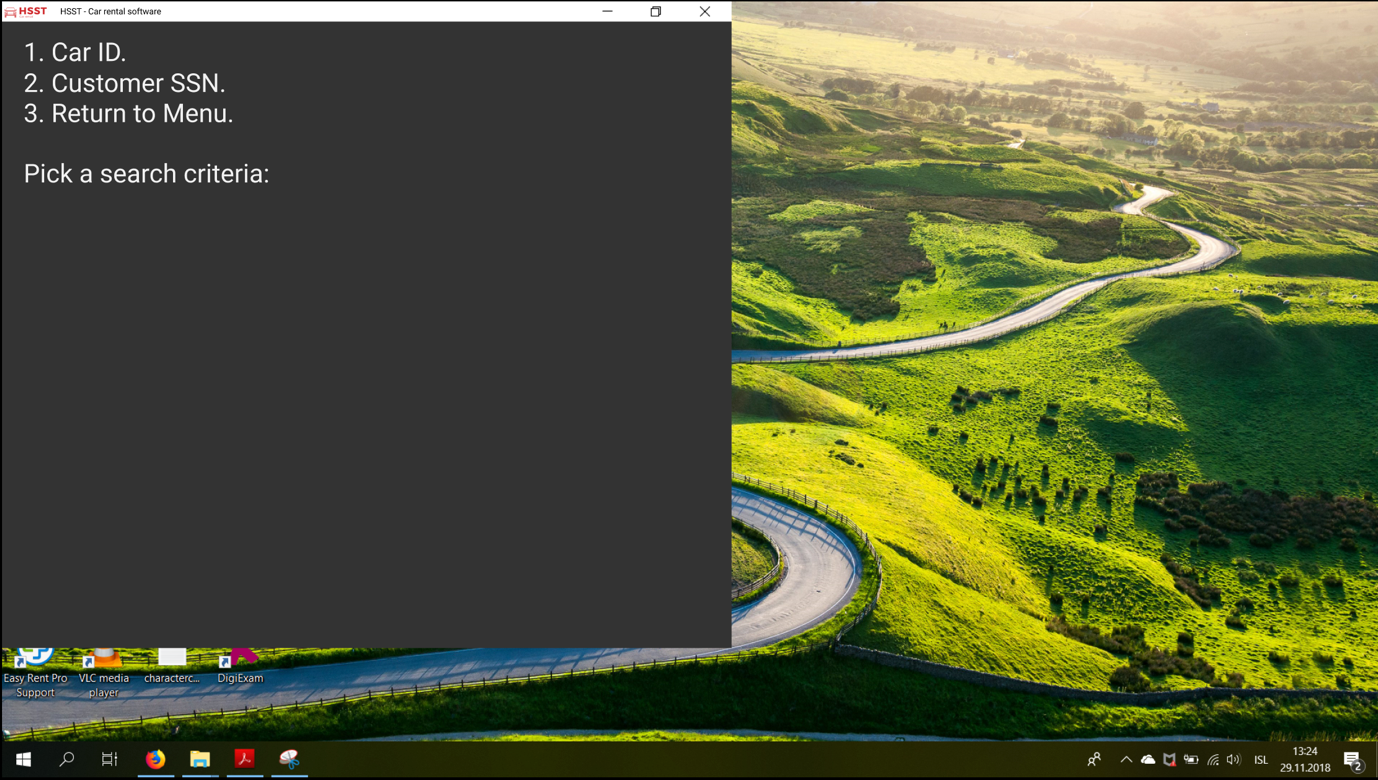 HSST HSST - Car rental software
1. Car ID.
2. Customer SSN.
3. Return to Menu.
Pick a search criteria:
Easy Rent Pro Support
VLC media player
characterc...
DigiExam
ISL
13:24
29.11.2018
2